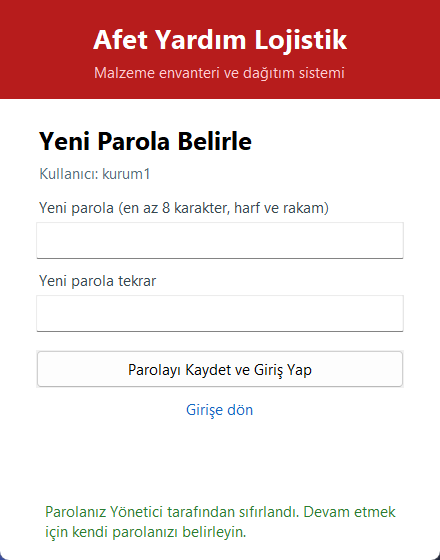 Afet Yardım Lojistik
Malzeme envanteri ve dağıtım sistemi
Yeni Parola Belirle
Kullanıcı: kurum1
Yeni parola (en az 8 karakter, harf ve rakam)
Yeni parola tekrar
Parolayı Kaydet ve Giriş Yap
Girişe dön
Parolanız Yönetici tarafından sıfırlandı. Devam etmek
için kendi parolanızı belirleyin.